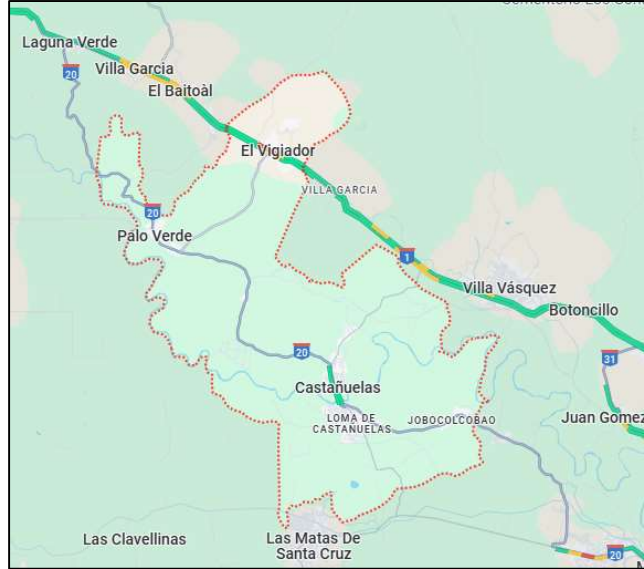 Laguna Verde
20
Villa Garcia
El Baitoàl
El Vigiador
VILLA GARCIA
20
Palo Verde
1
Villa Vásquez
Botoncillo
20
31
Castañuelas
LOMA DE
CASTAÑUELAS
JOBOCOLCOBAO
Juan Gomez
Las Clavellinas
Las Matas De
Santa Cruz
20